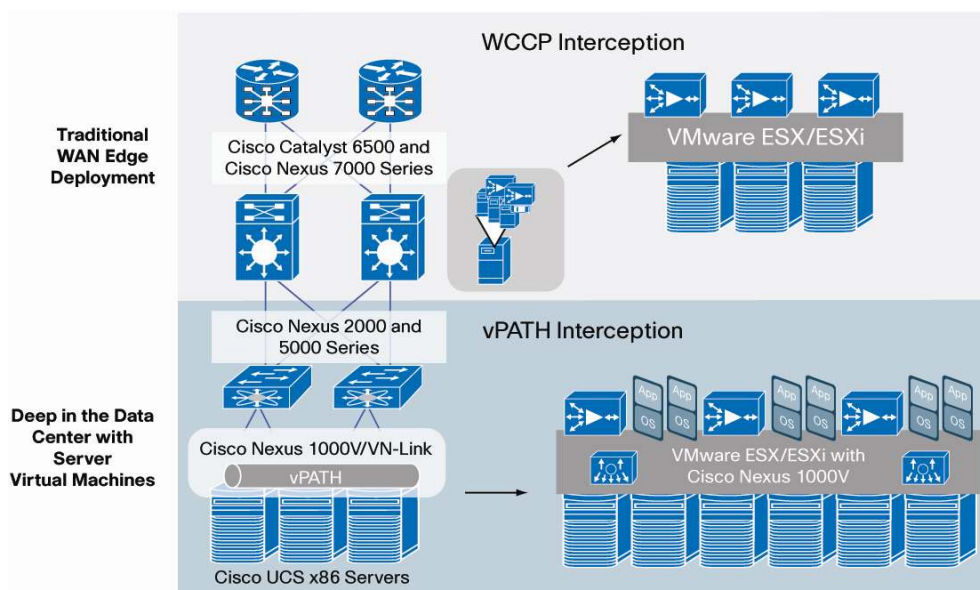 WCCP Interception
Traditional
WAN Edge
Deployment
Cisco Catalyst 6500 and
Cisco Nexus 7000 Series
VMware ESX/ESXi
vPATH Interception
Cisco Nexus 2000 and
5000 Series
Deep in the Data
Center with
Server
Virtual Machines
Cisco Nexus 1000V/VN-Link
vPATH
Cisco UCS x86 Servers
App
App
App
App
App
App
OS
OS
OS
OS
OS
OS
VMware ESX/ESXi with
Cisco Nexus 1000V